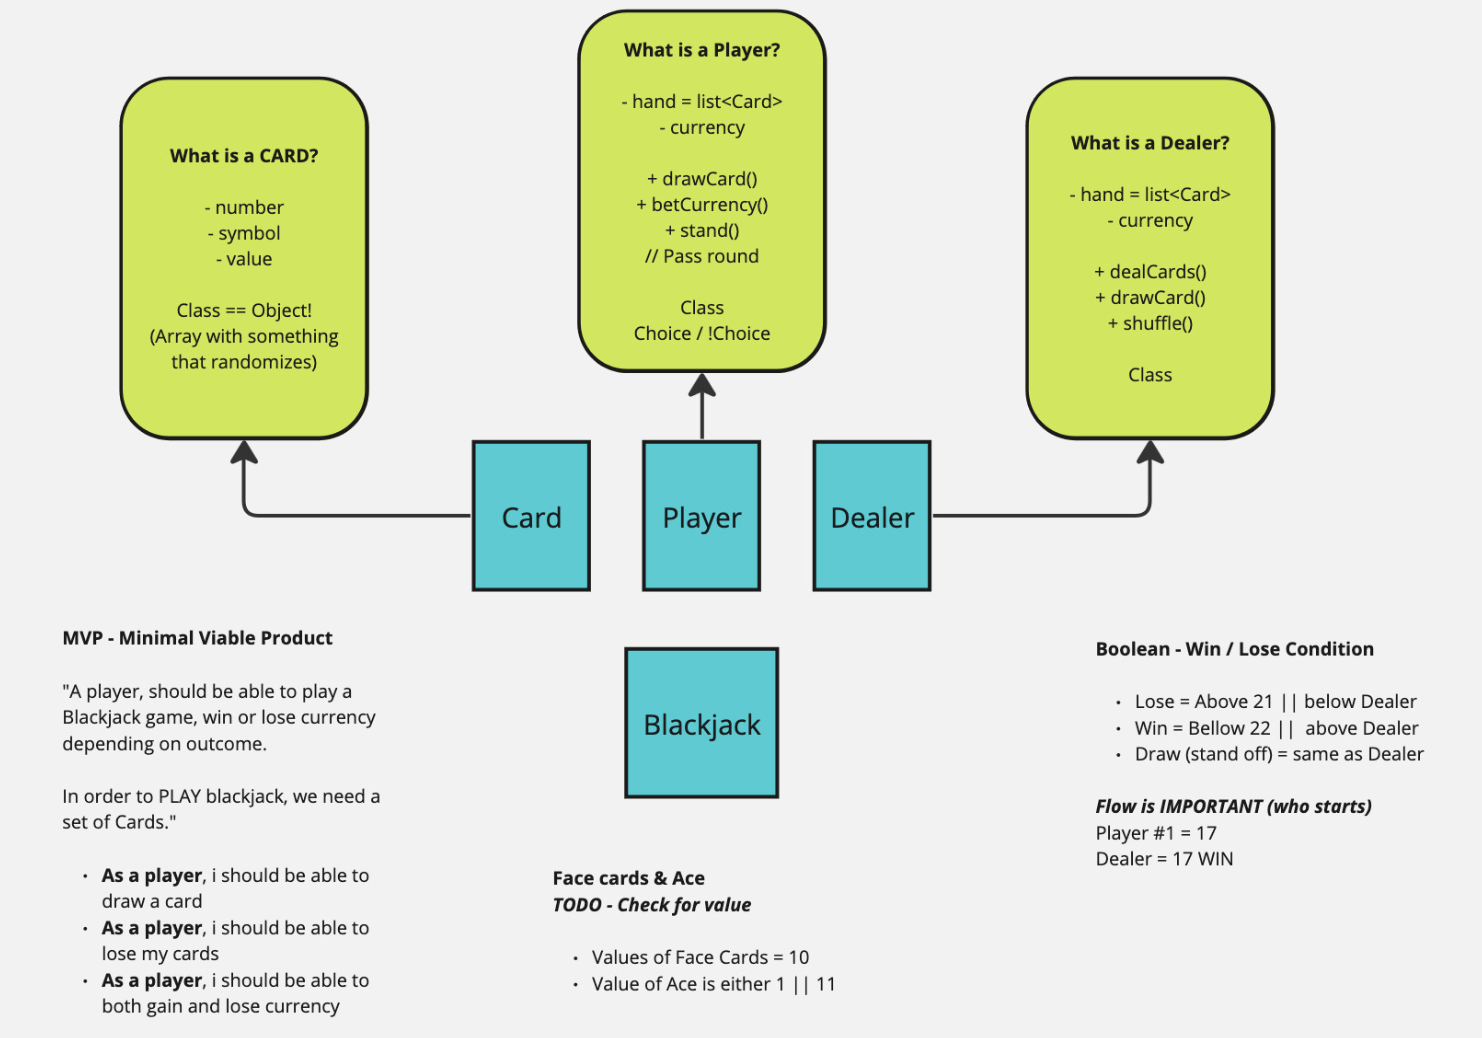 What is a CARD?
- number
- symbol
- value
Class == Object!
(Array with something
that randomizes)
What is a Player?
- hand = list<Card>
- currency
+ drawCard()
+ betCurrency()
+ stand()
// Pass round
Class
Choice / !Choice
What is a Dealer?
- hand = list<Card>
- currency
+ dealCards()
+ drawCard()
+ shuffle()
Class
Card
Player
Dealer
Blackjack
MVP - Minimal Viable Product
"A player, should be able to play a
Blackjack game, win or lose currency
depending on outcome.
In order to PLAY blackjack, we need a
set of Cards."
• As a player, i should be able to
draw a card
• As a player, i should be able to
lose my cards
• As a player, i should be able to
both gain and lose currency
Face cards & Ace
TODO - Check for value
• Values of Face Cards = 10
• Value of Ace is either 1 || 11
Boolean - Win / Lose Condition
• Lose = Above 21 || below Dealer
• Win = Bellow 22 || above Dealer
• Draw (stand off) = same as Dealer
Flow is IMPORTANT (who starts)
Player #1 = 17
Dealer = 17 WIN